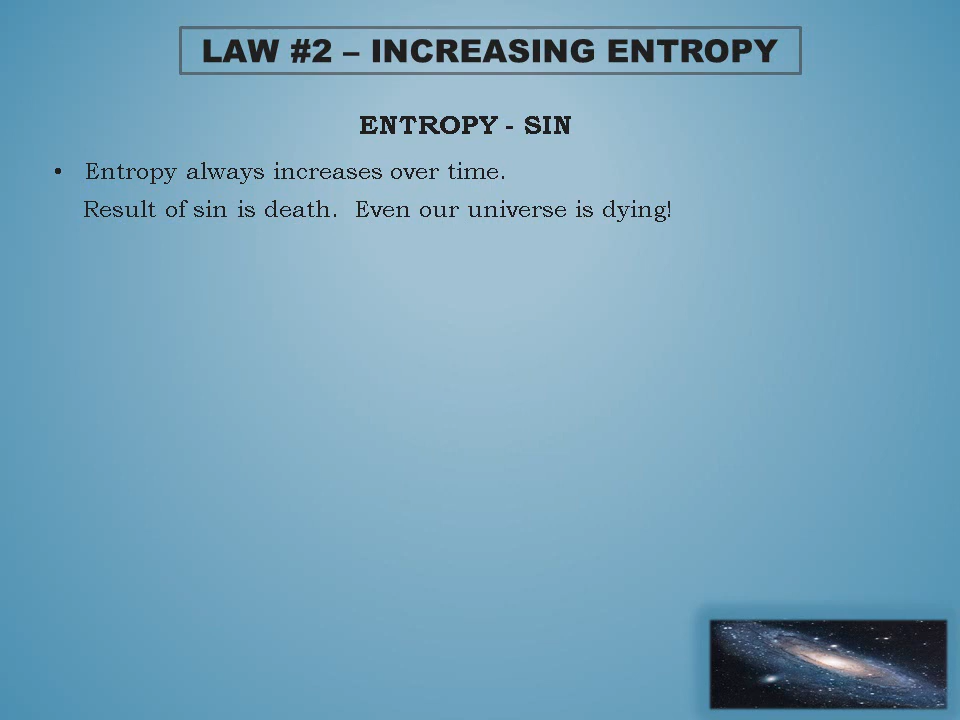 LAW #2 – INCREASING ENTROPY
ENTROPY - SIN
• Entropy always increases over time.
Result of sin is death. Even our universe is dying!